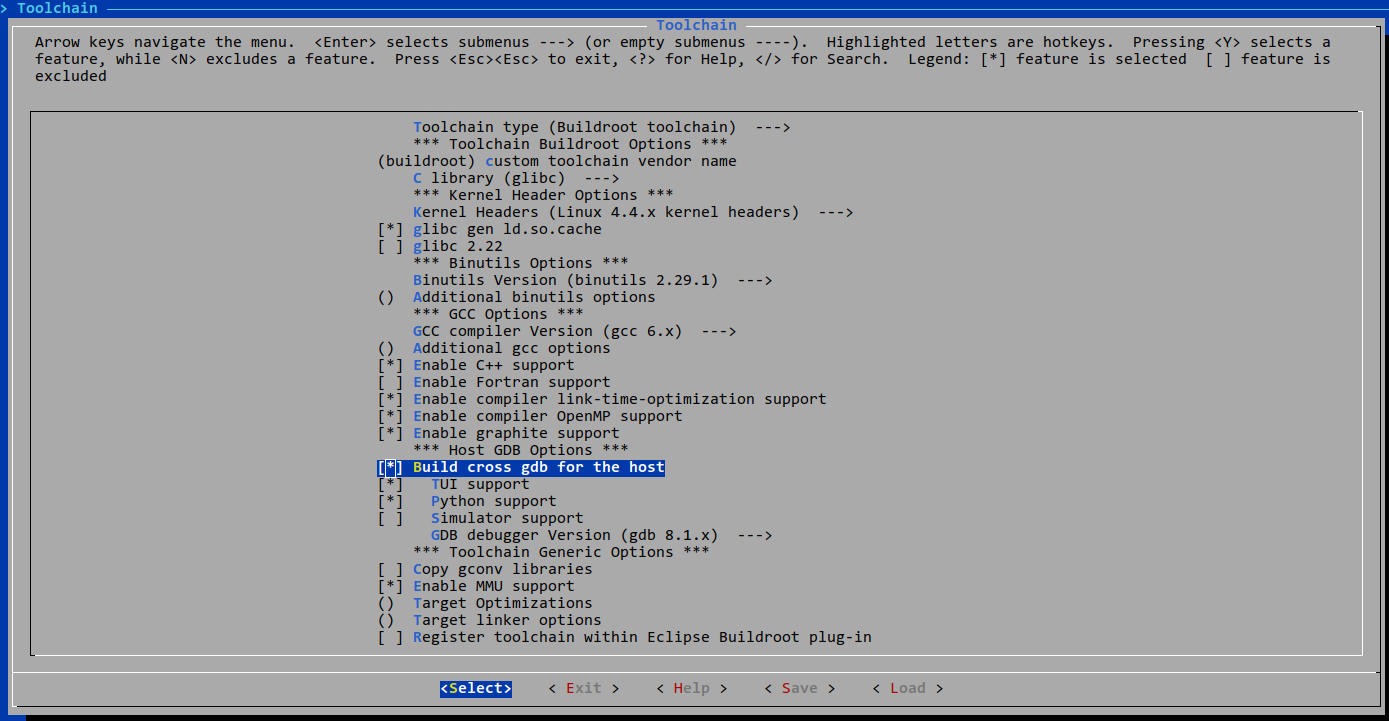 > Toolchain
Toolchain
Arrow keys navigate the menu.  <Enter> selects submenus ---> (or empty submenus ----).  Highlighted letters are hotkeys.  Pressing <Y> selects a
feature, while <N> excludes a feature.  Press <Esc><Esc> to exit, <?> for Help, </> for Search.  Legend: [*] feature is selected  [ ] feature is
excluded
Toolchain type (Buildroot toolchain)  --->
*** Toolchain Buildroot Options ***
(buildroot) custom toolchain vendor name
C library (glibc)  --->
*** Kernel Header Options ***
Kernel Headers (Linux 4.4.x kernel headers)  --->
[*] glibc gen ld.so.cache
[ ] glibc 2.22
*** Binutils Options ***
Binutils Version (binutils 2.29.1)  --->
()  Additional binutils options
*** GCC Options ***
GCC compiler Version (gcc 6.x)  --->
()  Additional gcc options
[*] Enable C++ support
[ ] Enable Fortran support
[*] Enable compiler link-time-optimization support
[*] Enable compiler OpenMP support
[*] Enable graphite support
*** Host GDB Options ***
[*] Build cross gdb for the host
[*]   TUI support
[*]   Python support
[ ]   Simulator support
GDB debugger Version (gdb 8.1.x)  --->
*** Toolchain Generic Options ***
[ ] Copy gconv libraries
[*] Enable MMU support
()  Target Optimizations
()  Target linker options
[ ] Register toolchain within Eclipse Buildroot plug-in
<Select>    < Exit >    < Help >    < Save >    < Load >